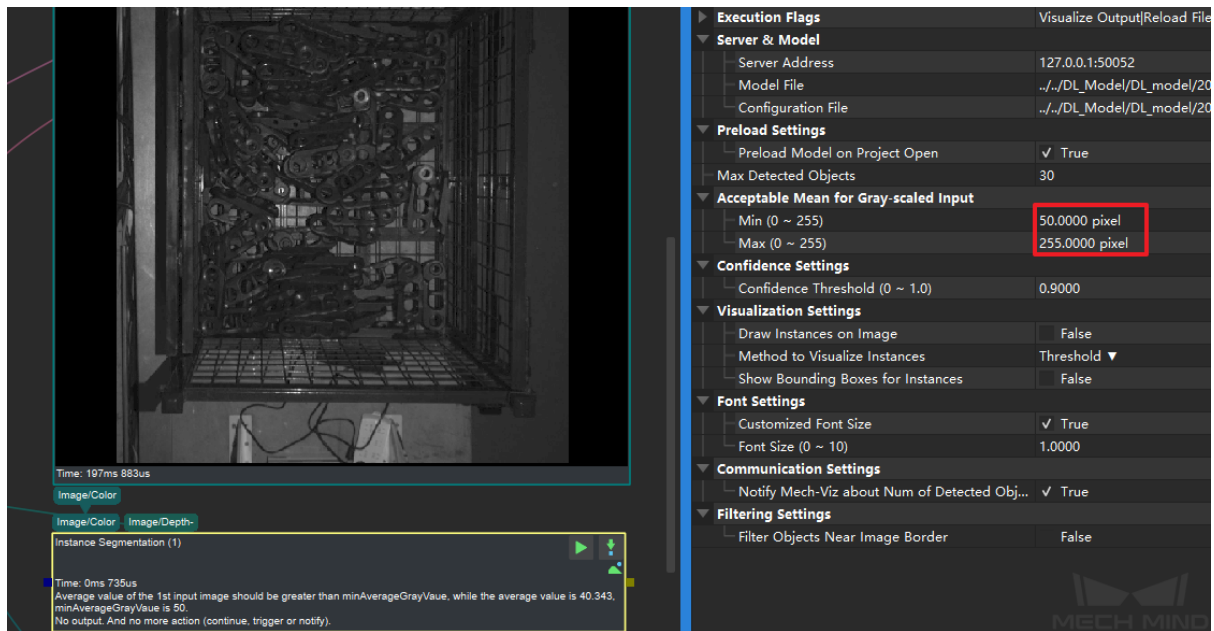 Time: 197ms 883us
Image/Color
Image/Color Image/Depth-
Instance Segmentation (1)
Time: 0ms 735us
Average value of the 1st input image should be greater than minAverageGrayVaue, while the average value is 40.343,
minAverageGrayVaue is 50.
No output. And no more action (continue, trigger or notify).
Execution Flags Visualize Output|Reload File
Server & Model
Server Address 127.0.0.1:50052
Model File ../../DL_Model/DL_model/20
Configuration File ../../DL_Model/DL_model/20
Preload Settings
Preload Model on Project Open True
Max Detected Objects 30
Acceptable Mean for Gray-scaled Input
Min (0 ~ 255) 50.0000 pixel
Max (0 ~ 255) 255.0000 pixel
Confidence Settings
Confidence Threshold (0 ~ 1.0) 0.9000
Visualization Settings
Draw Instances on Image False
Method to Visualize Instances Threshold ▼
Show Bounding Boxes for Instances False
Font Settings
Customized Font Size True
Font Size (0 ~ 10) 1.0000
Communication Settings
Notify Mech-Viz about Num of Detected Obj... True
Filtering Settings
Filter Objects Near Image Border False
MECH MIND